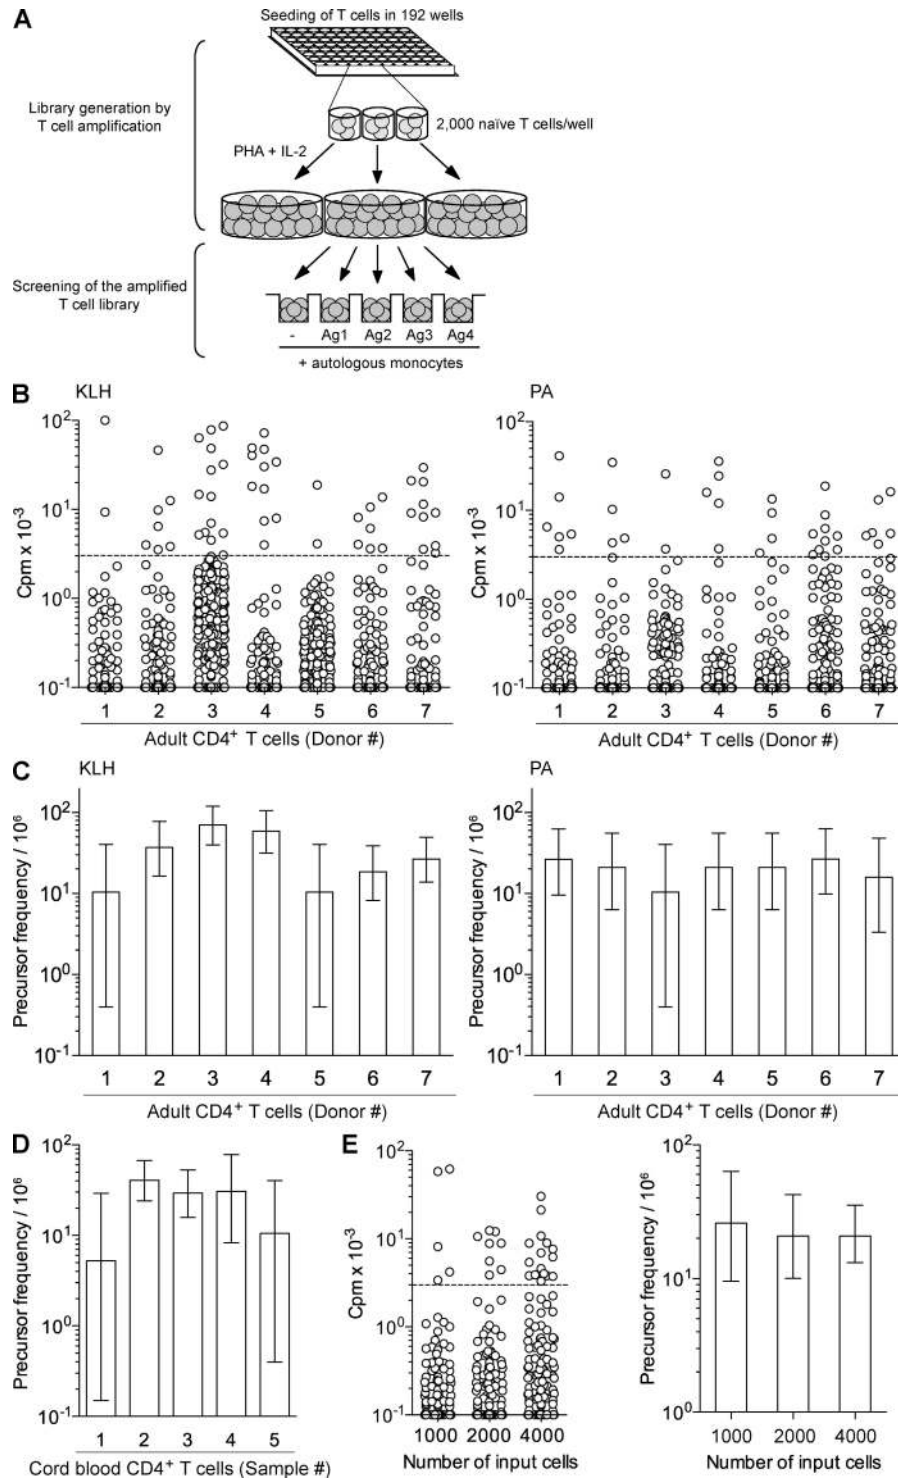 A
Seeding of T cells in 192 wells
Library generation by
T cell amplification
2,000 naïve T cells/well
PHA + IL-2
Screening of the amplified
T cell library
- Ag1 Ag2 Ag3 Ag4
+ autologous monocytes
B
KLH
Cpm x 10⁻³
10²
10¹
10⁰
10⁻¹
1 2 3 4 5 6 7
Adult CD4⁺ T cells (Donor #)
PA
Cpm x 10⁻³
10²
10¹
10⁰
10⁻¹
1 2 3 4 5 6 7
Adult CD4⁺ T cells (Donor #)
C
KLH
Precursor frequency / 10⁶
10²
10¹
10⁰
10⁻¹
1 2 3 4 5 6 7
Adult CD4⁺ T cells (Donor #)
PA
Precursor frequency / 10⁶
10²
10¹
10⁰
10⁻¹
1 2 3 4 5 6 7
Adult CD4⁺ T cells (Donor #)
D
Precursor frequency / 10⁶
10²
10¹
10⁰
10⁻¹
1 2 3 4 5
Cord blood CD4⁺ T cells (Sample #)
E
Cpm x 10⁻³
10²
10¹
10⁰
10⁻¹
1000 2000 4000
Number of input cells
Precursor frequency / 10⁶
10²
10¹
10⁰
1000 2000 4000
Number of input cells